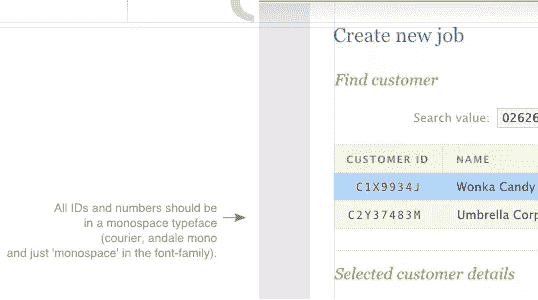 Create new job
Find customer
Search value: 02626
CUSTOMER ID NAME
C1X9934J Wonka Candy
C2Y37483M Umbrella Corp
All IDs and numbers should be
in a monospace typeface
(courier, andale mono
and just 'monospace' in the font-family).
Selected customer details